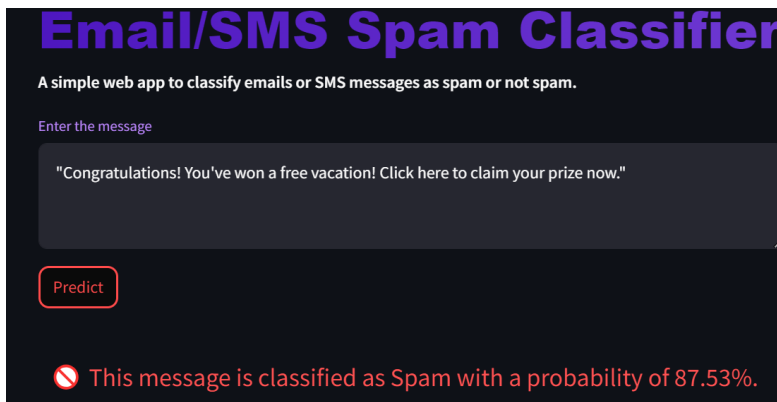 Email/SMS Spam Classifier
A simple web app to classify emails or SMS messages as spam or not spam.
Enter the message
"Congratulations! You've won a free vacation! Click here to claim your prize now."
Predict
This message is classified as Spam with a probability of 87.53%.